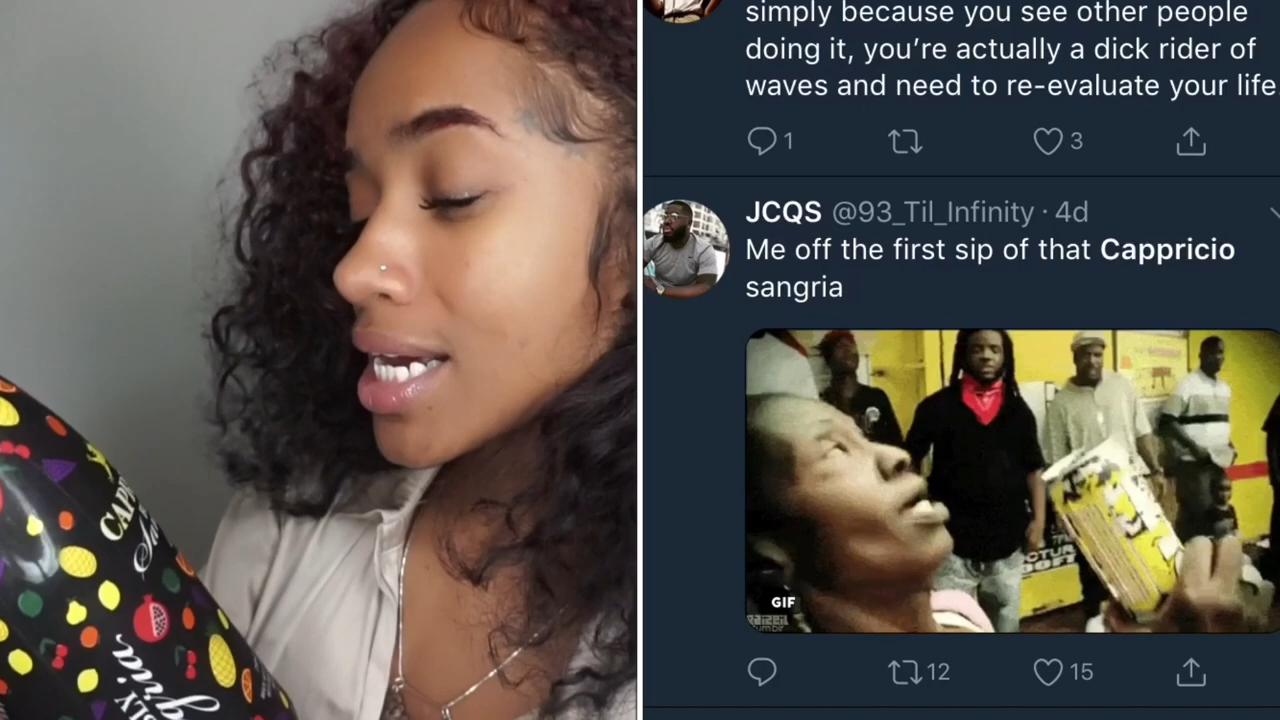 simply because you see other people
doing it, you're actually a dick rider of
waves and need to re-evaluate your life
1
3
JCQS @93_Til_Infinity · 4d
Me off the first sip of that Cappricio
sangria
GIF
12
15